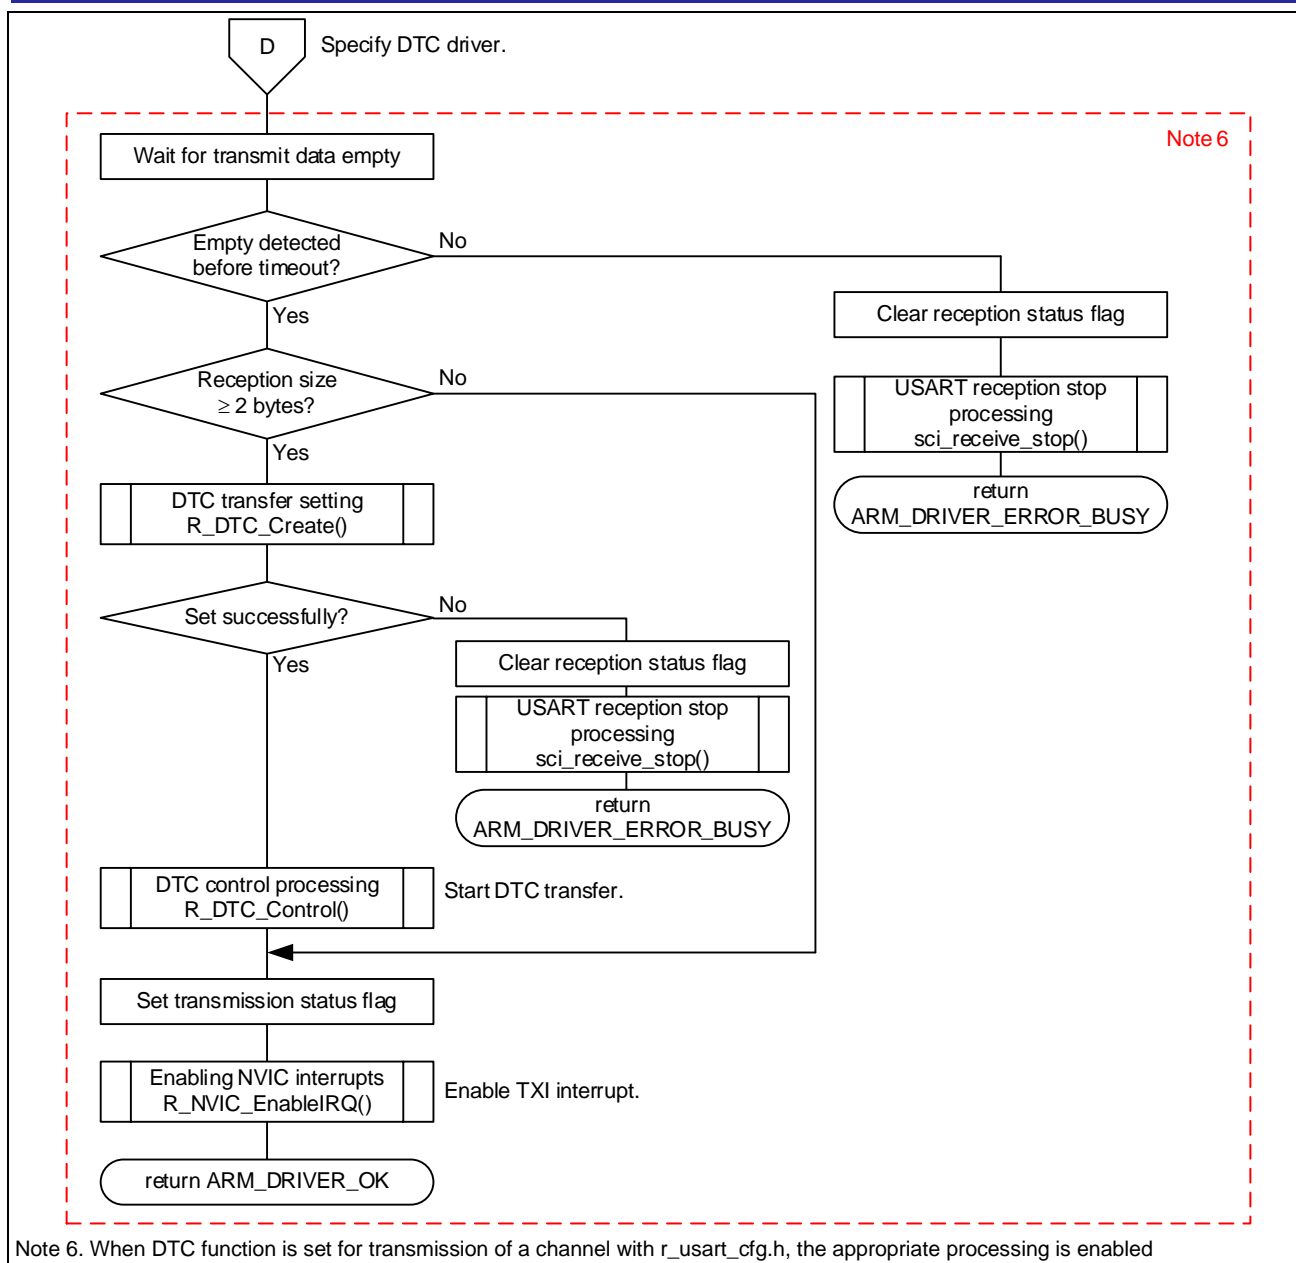 D
Specify DTC driver.
Note 6
Wait for transmit data empty
Empty detected
before timeout?
No
Yes
Clear reception status flag
Reception size
≥ 2 bytes?
No
Yes
USART reception stop
processing
sci_receive_stop()
return
ARM_DRIVER_ERROR_BUSY
DTC transfer setting
R_DTC_Create()
Set successfully?
No
Yes
Clear reception status flag
USART reception stop
processing
sci_receive_stop()
return
ARM_DRIVER_ERROR_BUSY
DTC control processing
R_DTC_Control()
Start DTC transfer.
Set transmission status flag
Enabling NVIC interrupts
R_NVIC_EnableIRQ()
Enable TXI interrupt.
return ARM_DRIVER_OK
Note 6. When DTC function is set for transmission of a channel with r_usart_cfg.h, the appropriate processing is enabled